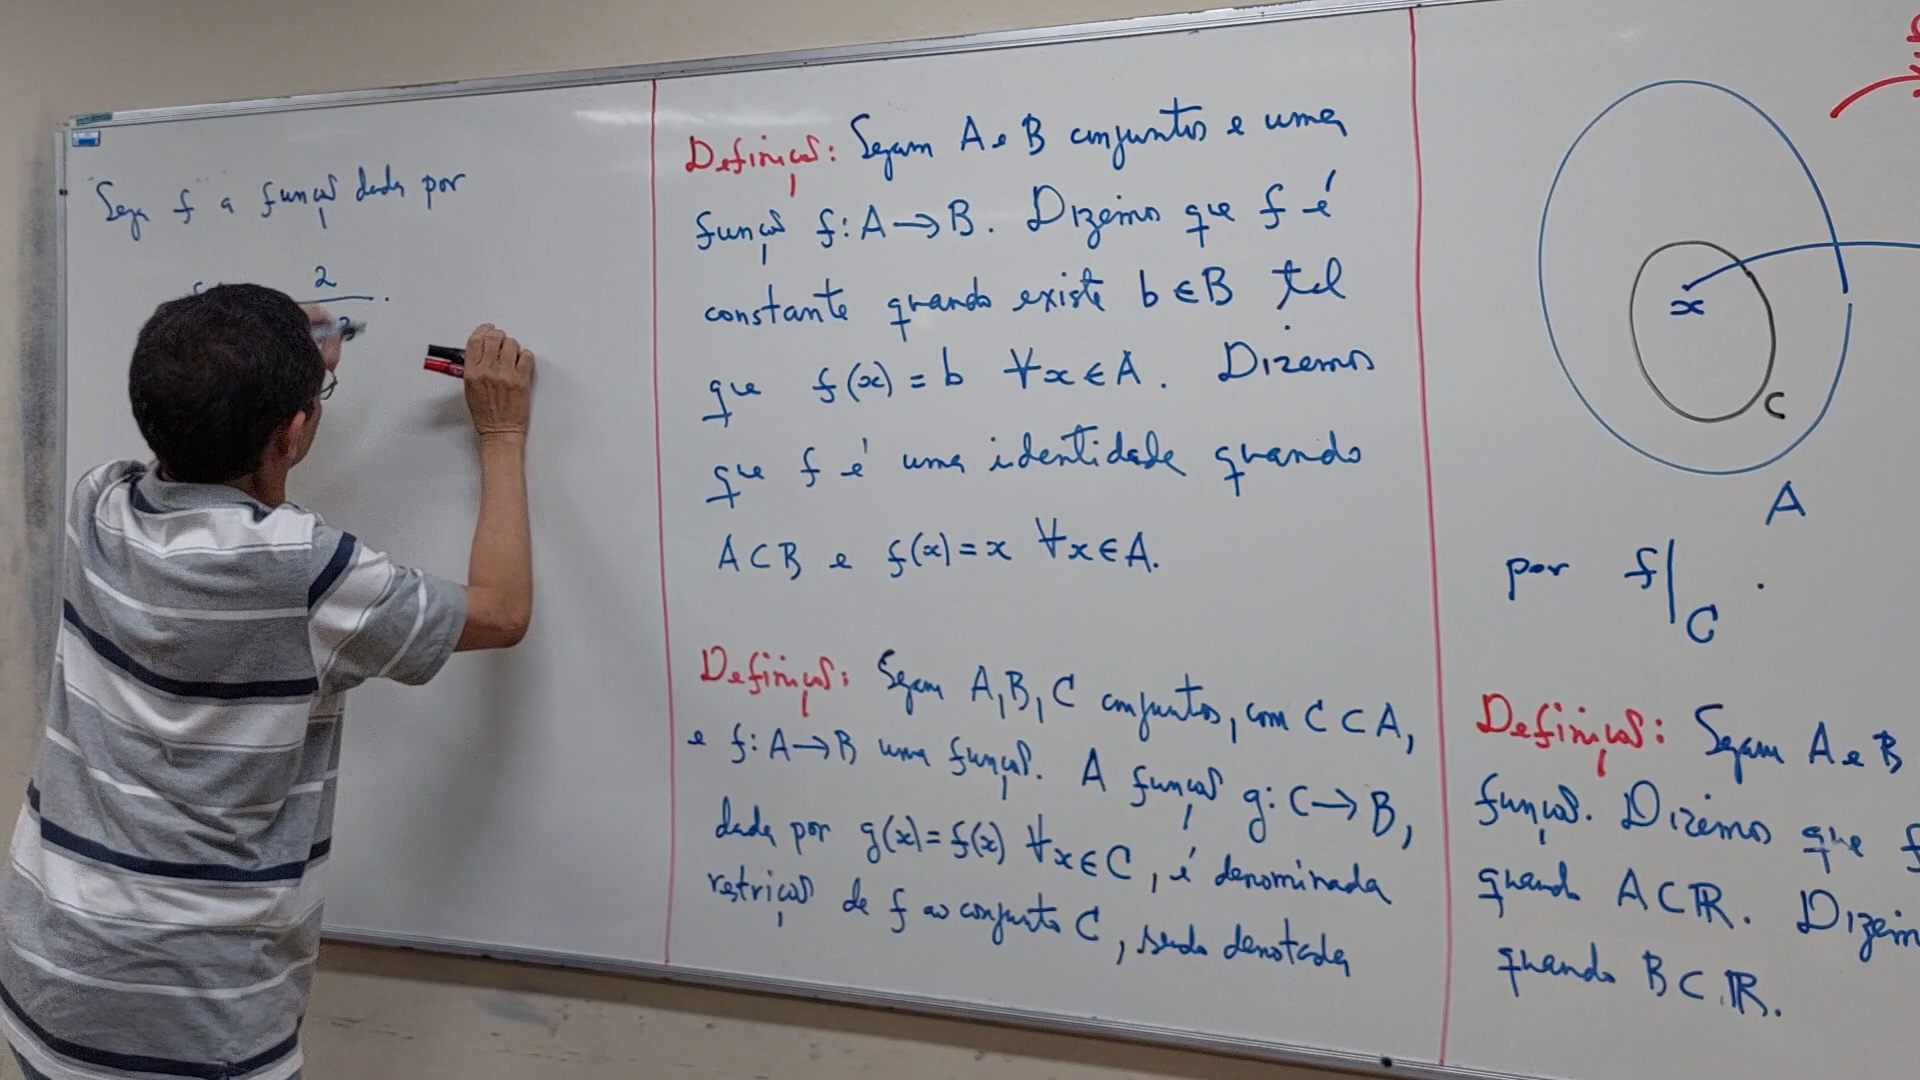 Seja f a função dada por
2
Definição: Sejam A e B conjuntos e uma
função f: A → B. Dizemos que f é
constante quando existe b ∈ B tal
que f(x) = b ∀x ∈ A. Dizemos
que f é uma identidade quando
A ⊂ B e f(x) = x ∀x ∈ A.
Definição: Sejam A, B, C conjuntos, com C ⊂ A,
e f: A → B uma função. A função g: C → B,
dada por g(x) = f(x) ∀x ∈ C, é denominada
restrição de f ao conjunto C, sendo denotada
x
C
A
por f|C .
Definição: Sejam A e B
função. Dizemos que f
quando A ⊂ ℝ. Dizem
quando B ⊂ ℝ.